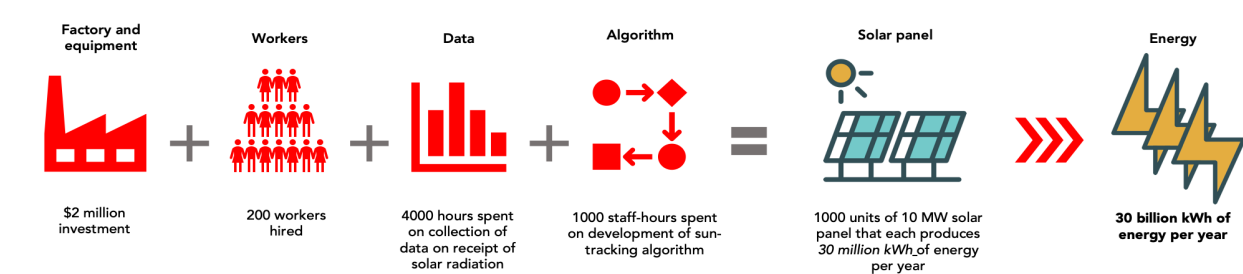 Factory and
equipment
Workers
Data
Algorithm
Solar panel
Energy
$2 million
investment
200 workers
hired
4000 hours spent
on collection of
data on receipt of
solar radiation
1000 staff-hours spent
on development of sun-
tracking algorithm
1000 units of 10 MW solar
panel that each produces
30 million kWh of energy
per year
30 billion kWh of
energy per year